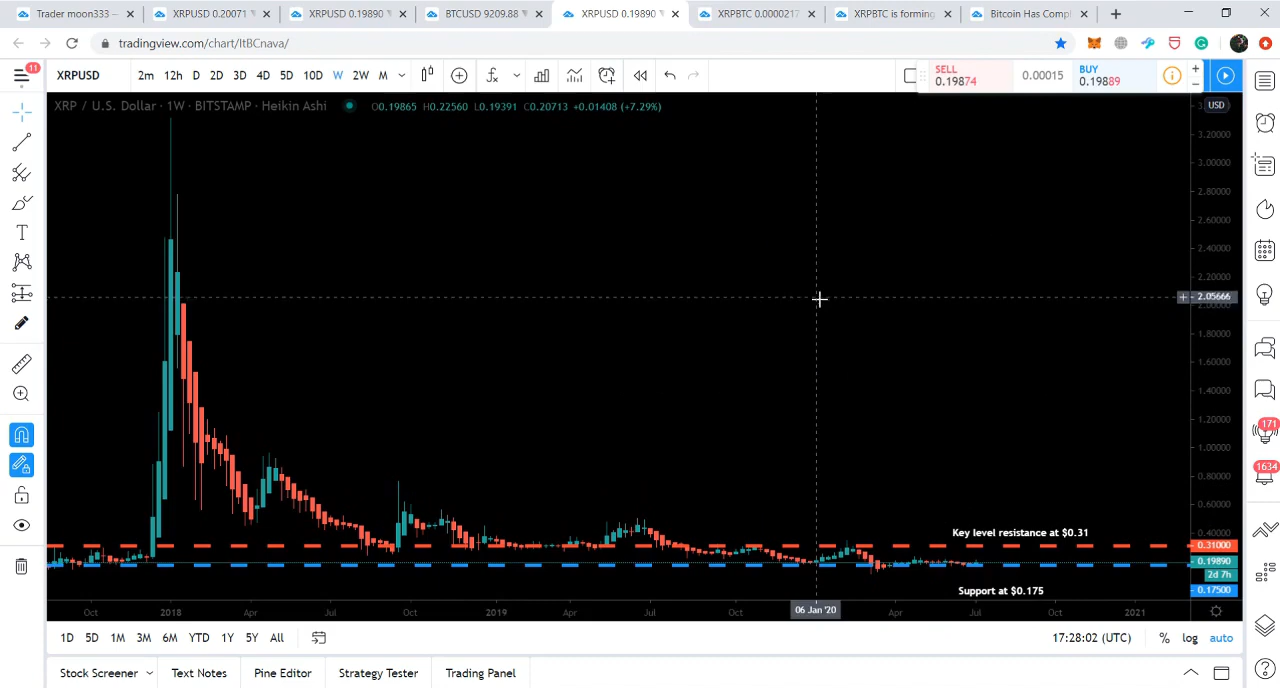 Trader moon333 —
XRPUSD 0.20071
XRPUSD 0.19890
BTCUSD 9209.88
XRPUSD 0.19890
XRPBTC 0.0000217
XRPBTC is forming
Bitcoin Has Comp
tradingview.com/chart/ItBCnava/
11
XRPUSD
2m 12h D 2D 3D 4D 5D 10D W 2W M
SELL
0.19874
0.00015
BUY
0.19889
XRP / U.S. Dollar · 1W · BITSTAMP · Heikin Ashi
O0.19865 H0.22560 L0.19391 C0.20713 +0.01408 (+7.29%)
USD
3.20000
3.00000
2.80000
2.60000
2.40000
2.20000
2.05666
1.80000
1.60000
1.40000
1.20000
1.00000
0.80000
0.60000
0.40000
Key level resistance at $0.31
0.31000
0.19890
2d 7h
0.17500
Support at $0.175
171
1634
Oct 2018 Apr Jul Oct 2019 Apr Jul Oct 06 Jan '20 Apr Jul Oct 2021
1D 5D 1M 3M 6M YTD 1Y 5Y All
17:28:02 (UTC) % log auto
Stock Screener Text Notes Pine Editor Strategy Tester Trading Panel